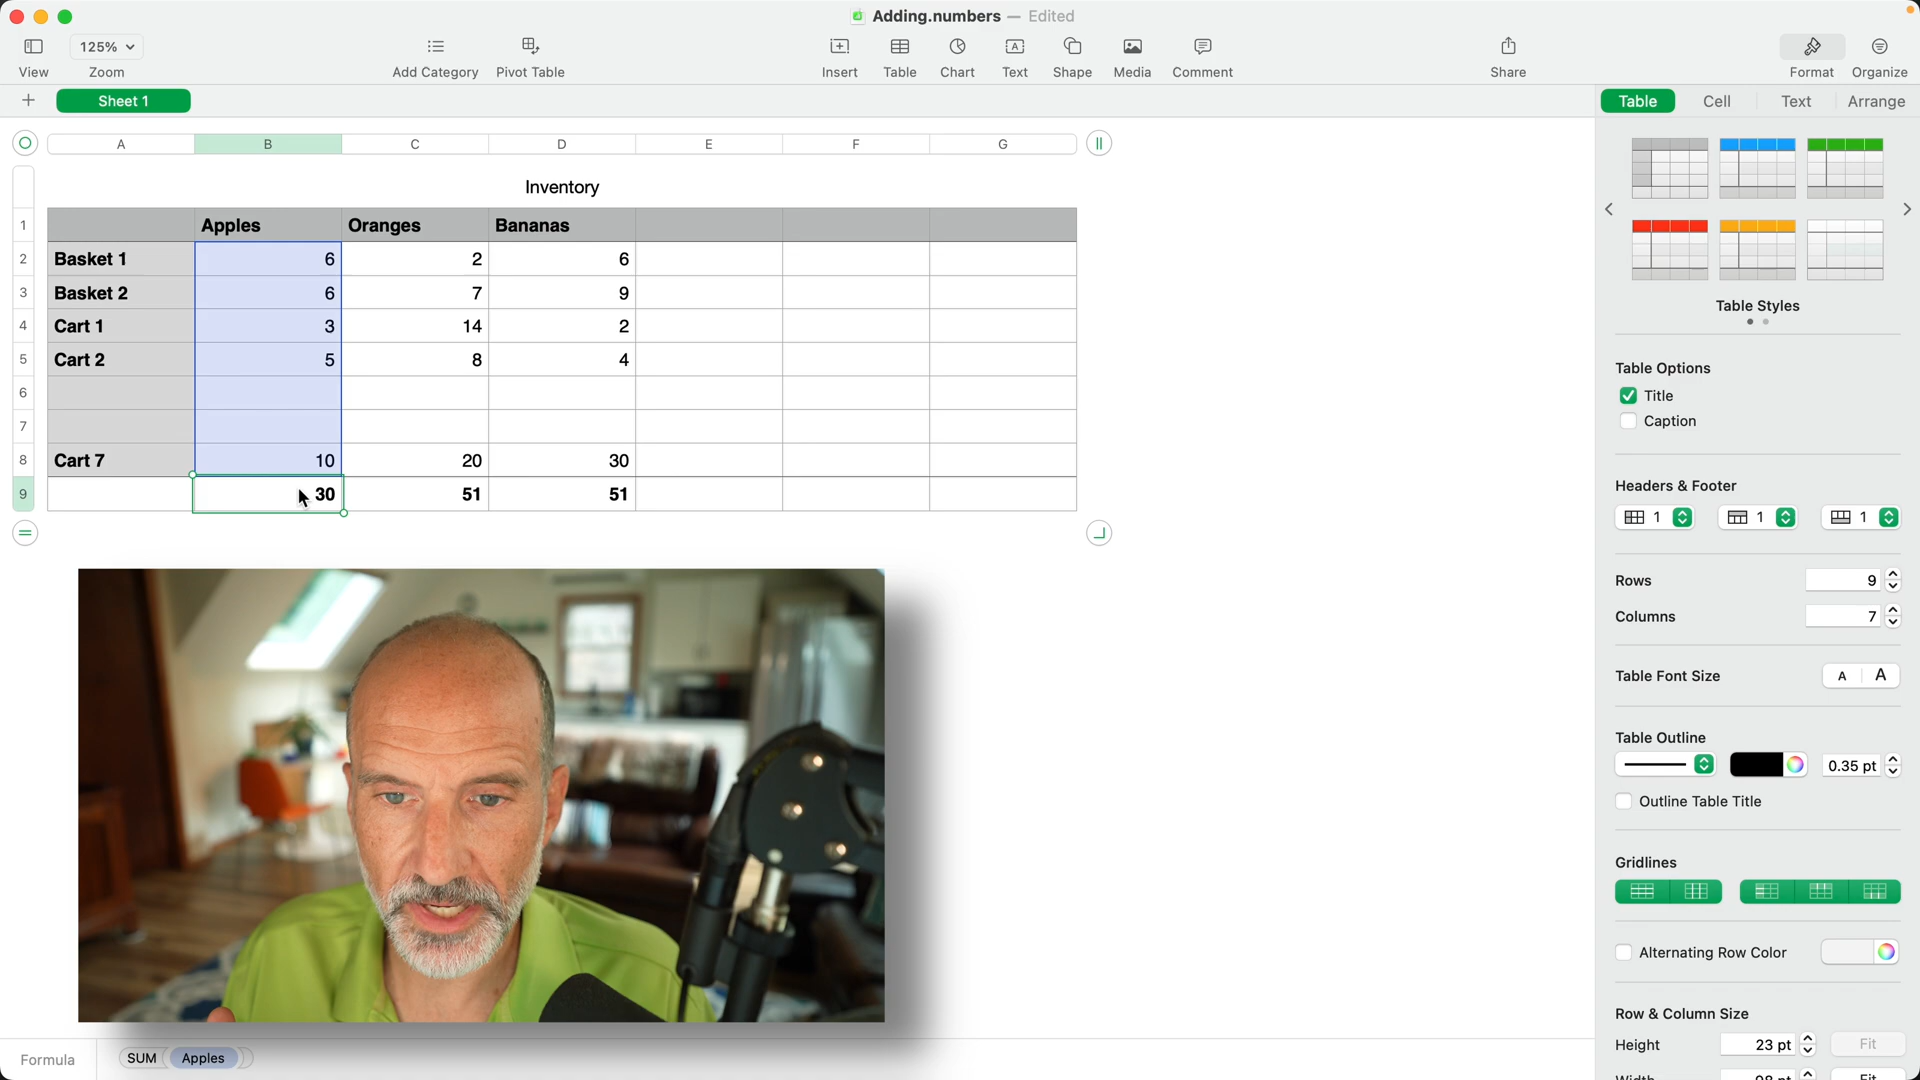 Adding.numbers — Edited
View
125%
Zoom
Add Category
Pivot Table
Insert
Table
Chart
Text
Shape
Media
Comment
Share
Format
Organize
Sheet 1
Table
Cell
Text
Arrange
A B C D E F G
Inventory
1 Apples Oranges Bananas
2 Basket 1 6 2 6
3 Basket 2 6 7 9
4 Cart 1 3 14 2
5 Cart 2 5 8 4
6
7
8 Cart 7 10 20 30
9 30 51 51
Table Styles
Table Options
Title
Caption
Headers & Footer
1 1 1
Rows 9
Columns 7
Table Font Size A A
Table Outline
0.35 pt
Outline Table Title
Gridlines
Alternating Row Color
Row & Column Size
Height 23 pt Fit
Width 98 pt Fit
Formula SUM Apples